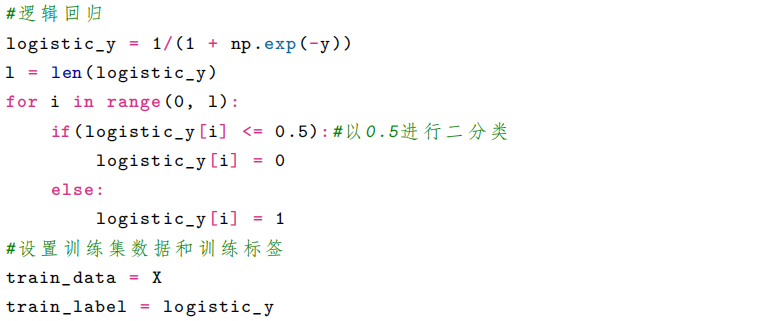 #逻辑回归
logistic_y = 1/(1 + np.exp(-y))
l = len(logistic_y)
for i in range(0, l):
    if(logistic_y[i] <= 0.5):#以0.5进行二分类
        logistic_y[i] = 0
    else:
        logistic_y[i] = 1
#设置训练集数据和训练标签
train_data = X
train_label = logistic_y